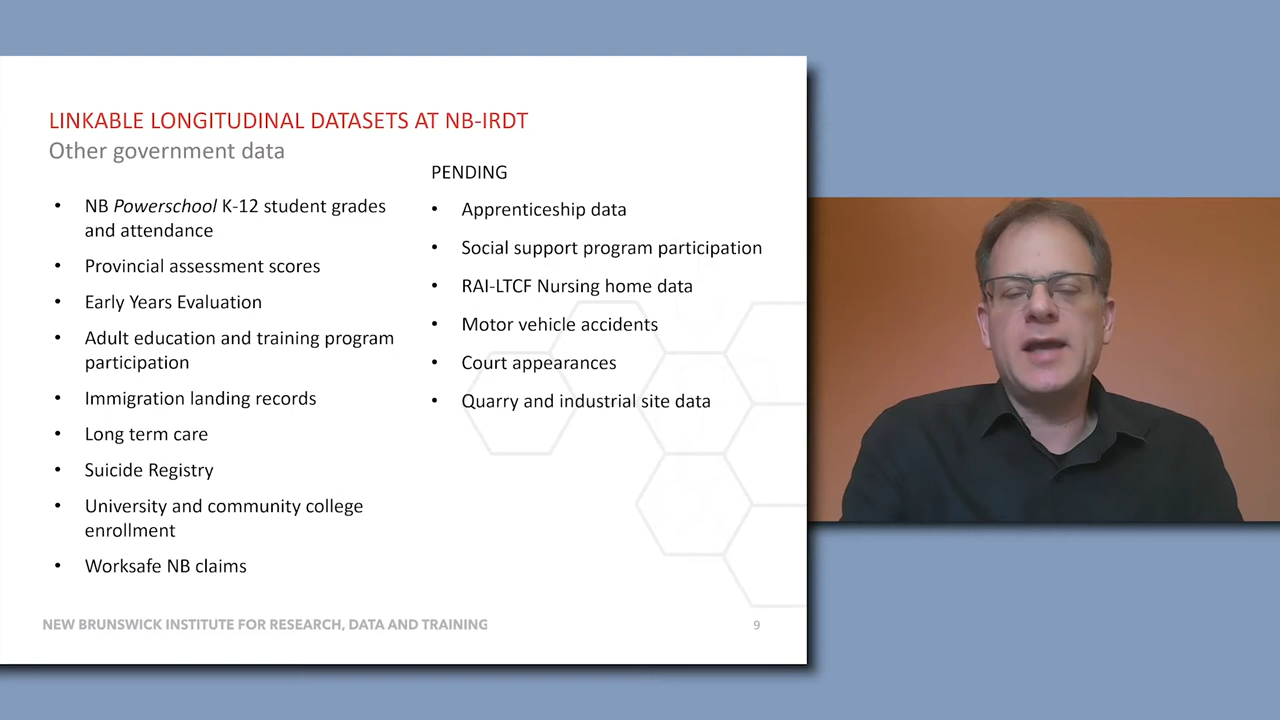 LINKABLE LONGITUDINAL DATASETS AT NB-IRDT
Other government data
• NB Powerschool K-12 student grades
and attendance
• Provincial assessment scores
• Early Years Evaluation
• Adult education and training program
participation
• Immigration landing records
• Long term care
• Suicide Registry
• University and community college
enrollment
• Worksafe NB claims
PENDING
• Apprenticeship data
• Social support program participation
• RAI-LTCF Nursing home data
• Motor vehicle accidents
• Court appearances
• Quarry and industrial site data
NEW BRUNSWICK INSTITUTE FOR RESEARCH, DATA AND TRAINING
9